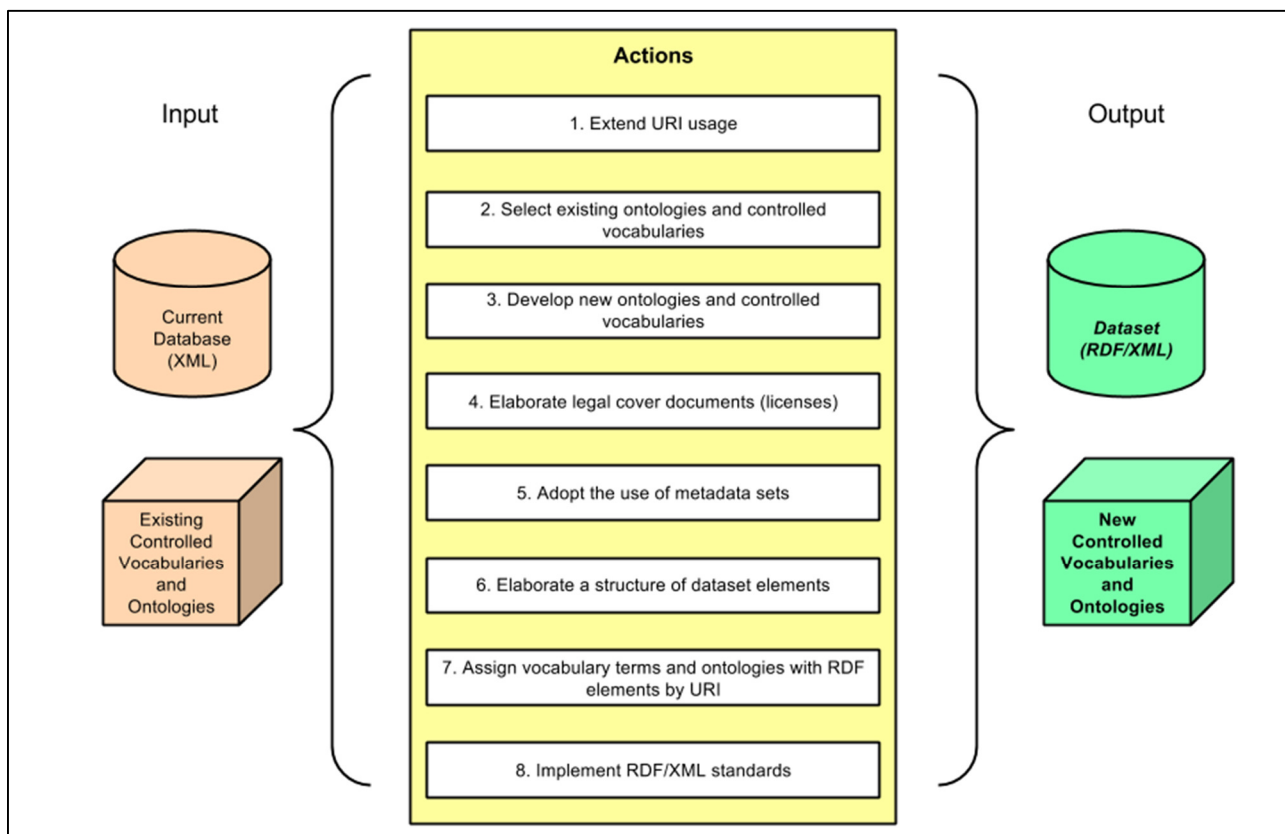 Input
Current
Database
(XML)
Existing
Controlled
Vocabularies
and
Ontologies
Actions
1. Extend URI usage
2. Select existing ontologies and controlled
vocabularies
3. Develop new ontologies and controlled
vocabularies
4. Elaborate legal cover documents (licenses)
5. Adopt the use of metadata sets
6. Elaborate a structure of dataset elements
7. Assign vocabulary terms and ontologies with RDF
elements by URI
8. Implement RDF/XML standards
Output
Dataset
(RDF/XML)
New
Controlled
Vocabularies
and
Ontologies